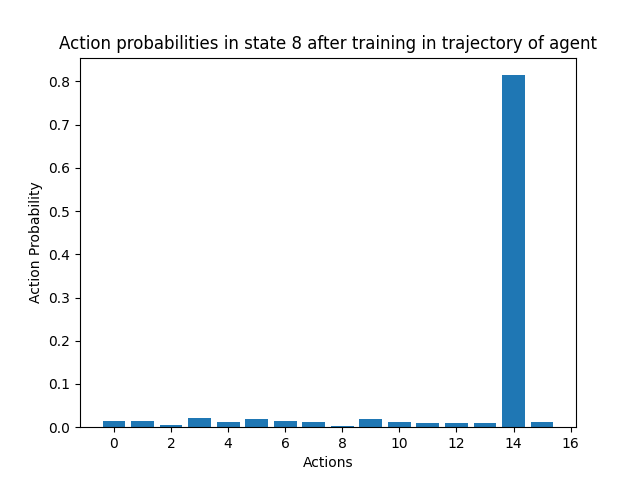 Action probabilities in state 8 after training in trajectory of agent
0.8
0.7
0.6
0.5
0.4
0.3
0.2
0.1
0.0
Action Probability
0 2 4 6 8 10 12 14 16
Actions